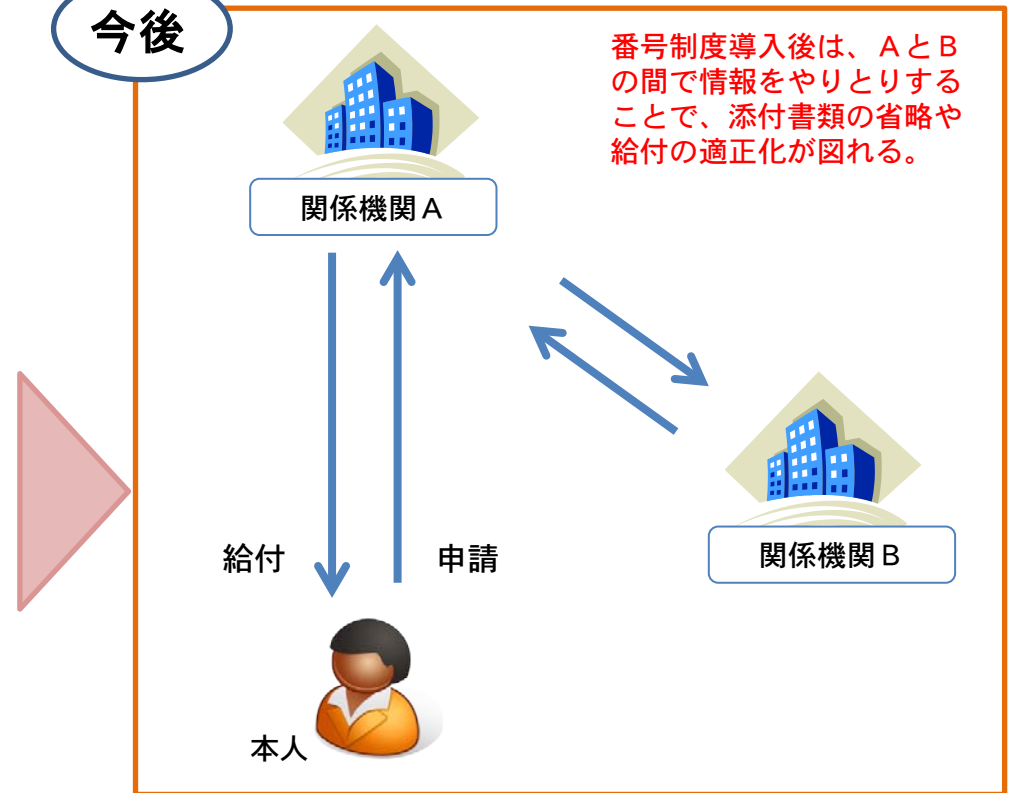 今後
番号制度導入後は、ＡとＢ
の間で情報をやりとりする
ことで、添付書類の省略や
給付の適正化が図れる。
関係機関Ａ
関係機関Ｂ
給付
申請
本人